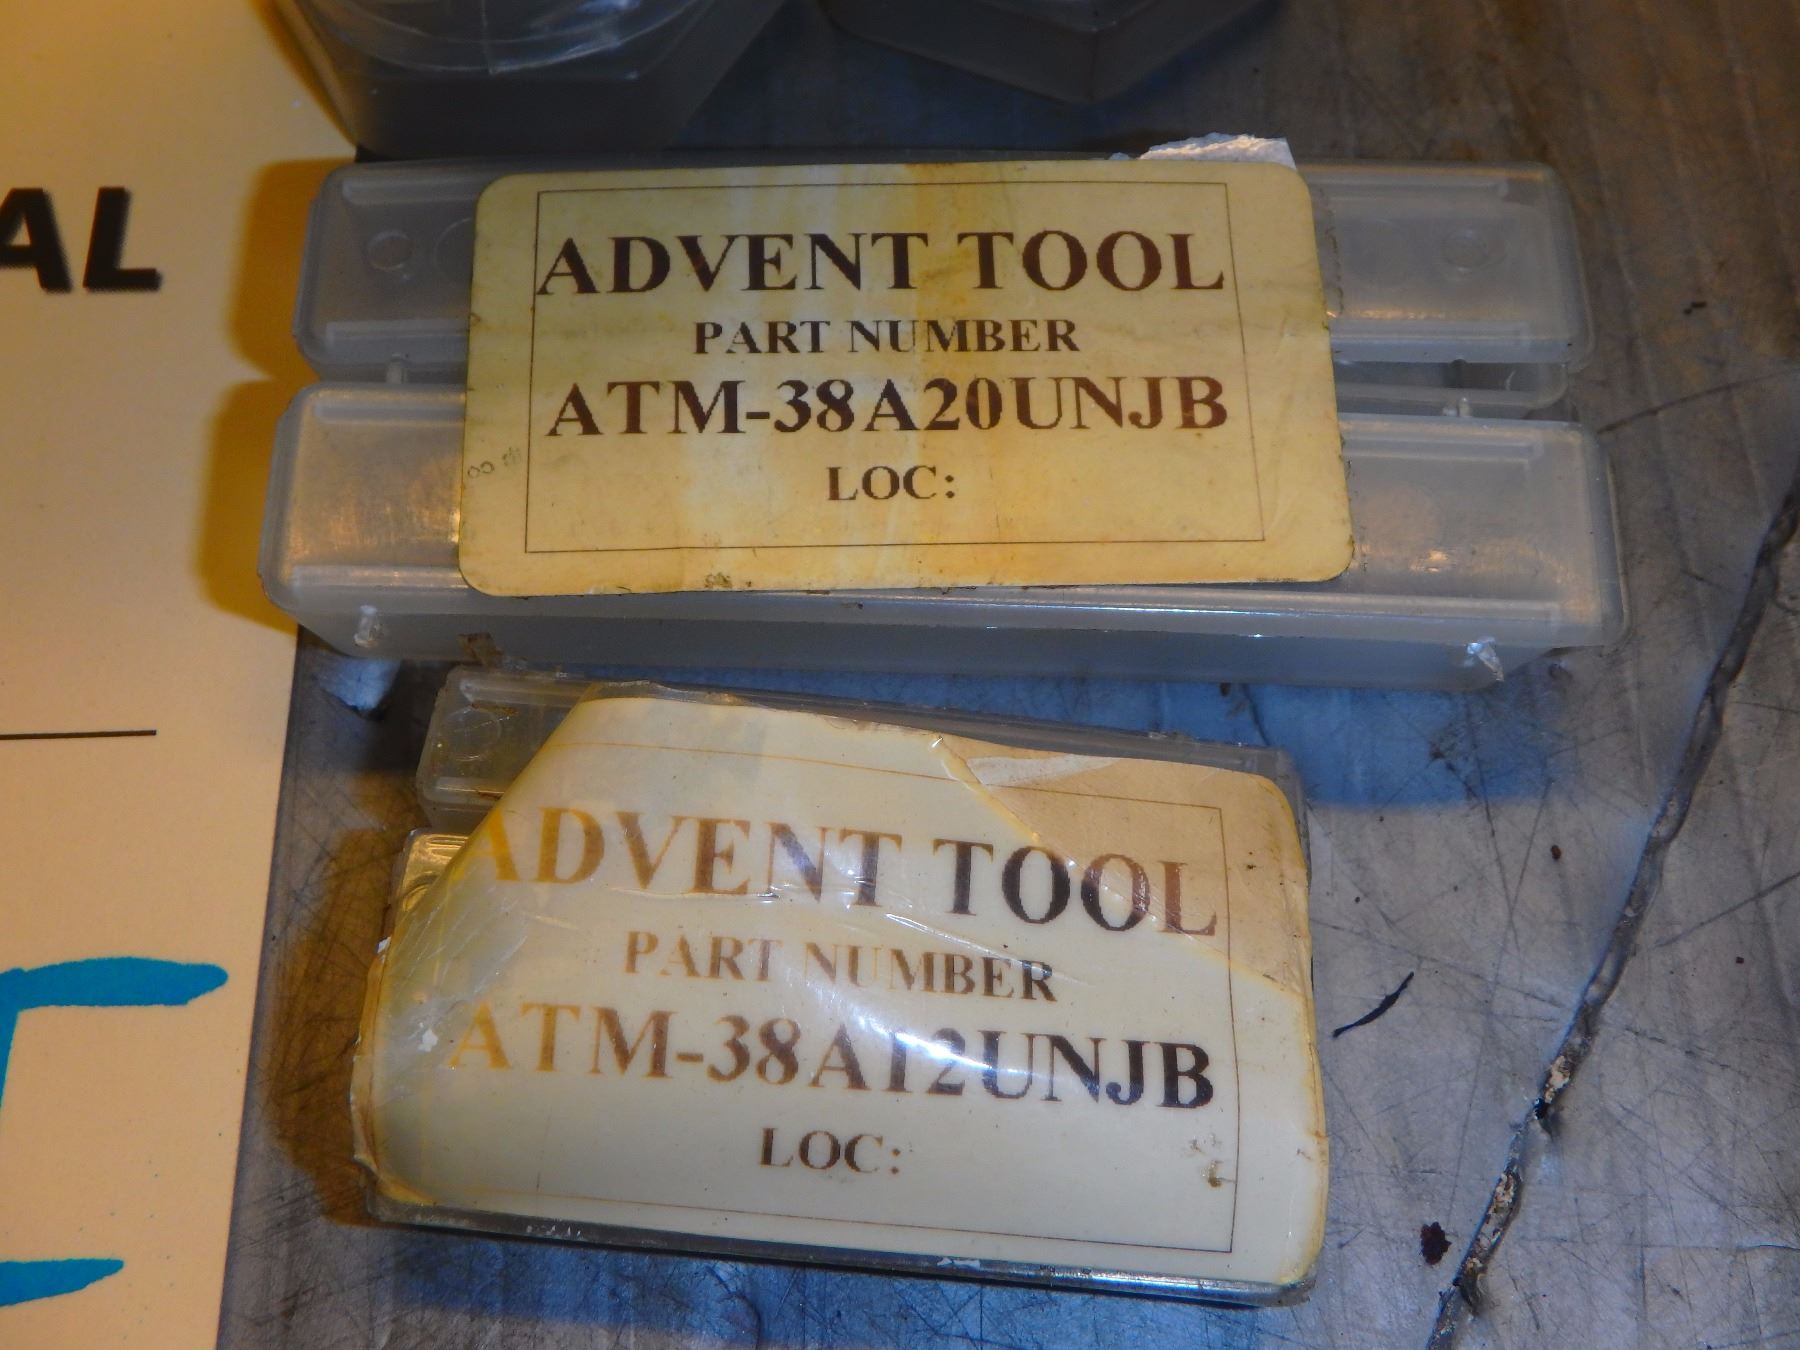 AL
ADVENT TOOL
PART NUMBER
ATM-38A20UNJB
LOC:
ADVENT TOOL
PART NUMBER
ATM-38A12UNJB
LOC: